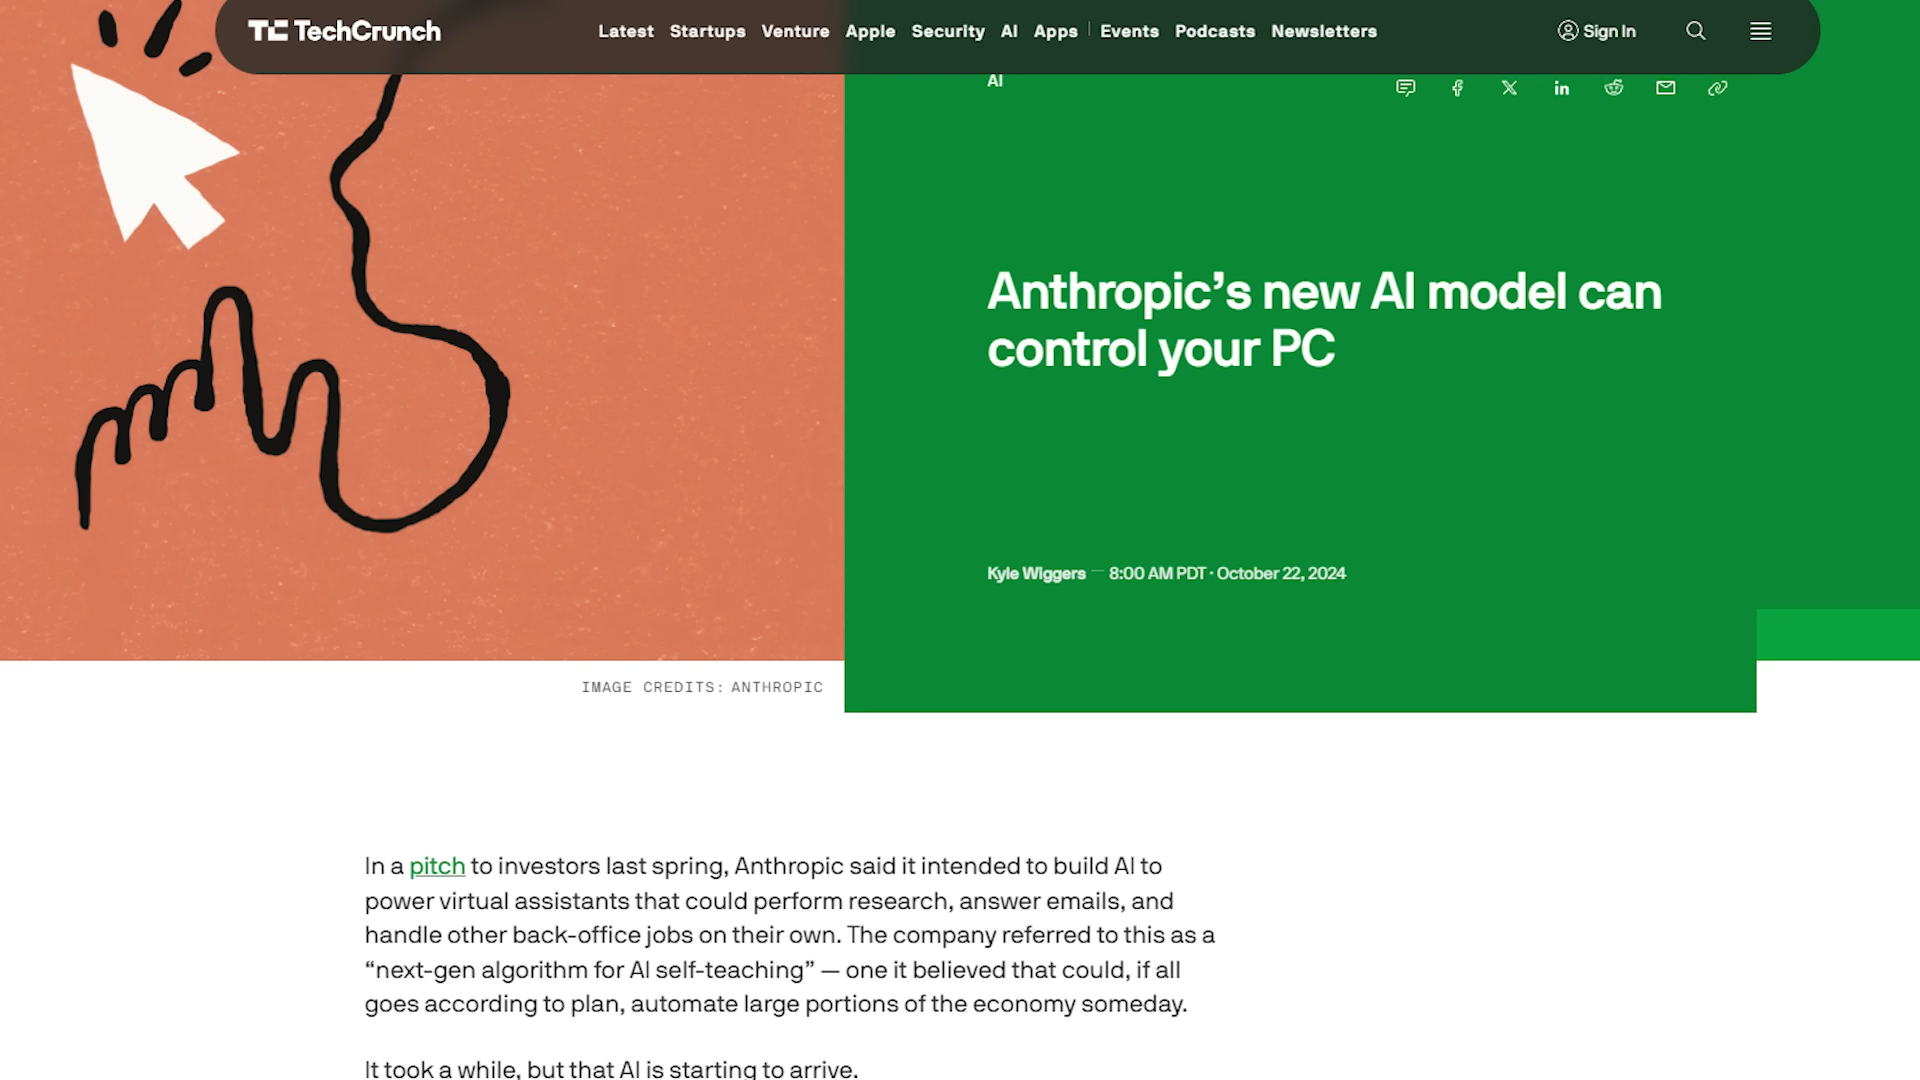 TechCrunch
Latest Startups Venture Apple Security AI Apps Events Podcasts Newsletters
Sign In
AI
Anthropic’s new AI model can
control your PC
Kyle Wiggers — 8:00 AM PDT · October 22, 2024
IMAGE CREDITS: ANTHROPIC
In a pitch to investors last spring, Anthropic said it intended to build AI to
power virtual assistants that could perform research, answer emails, and
handle other back-office jobs on their own. The company referred to this as a
“next-gen algorithm for AI self-teaching” — one it believed that could, if all
goes according to plan, automate large portions of the economy someday.
It took a while, but that AI is starting to arrive.